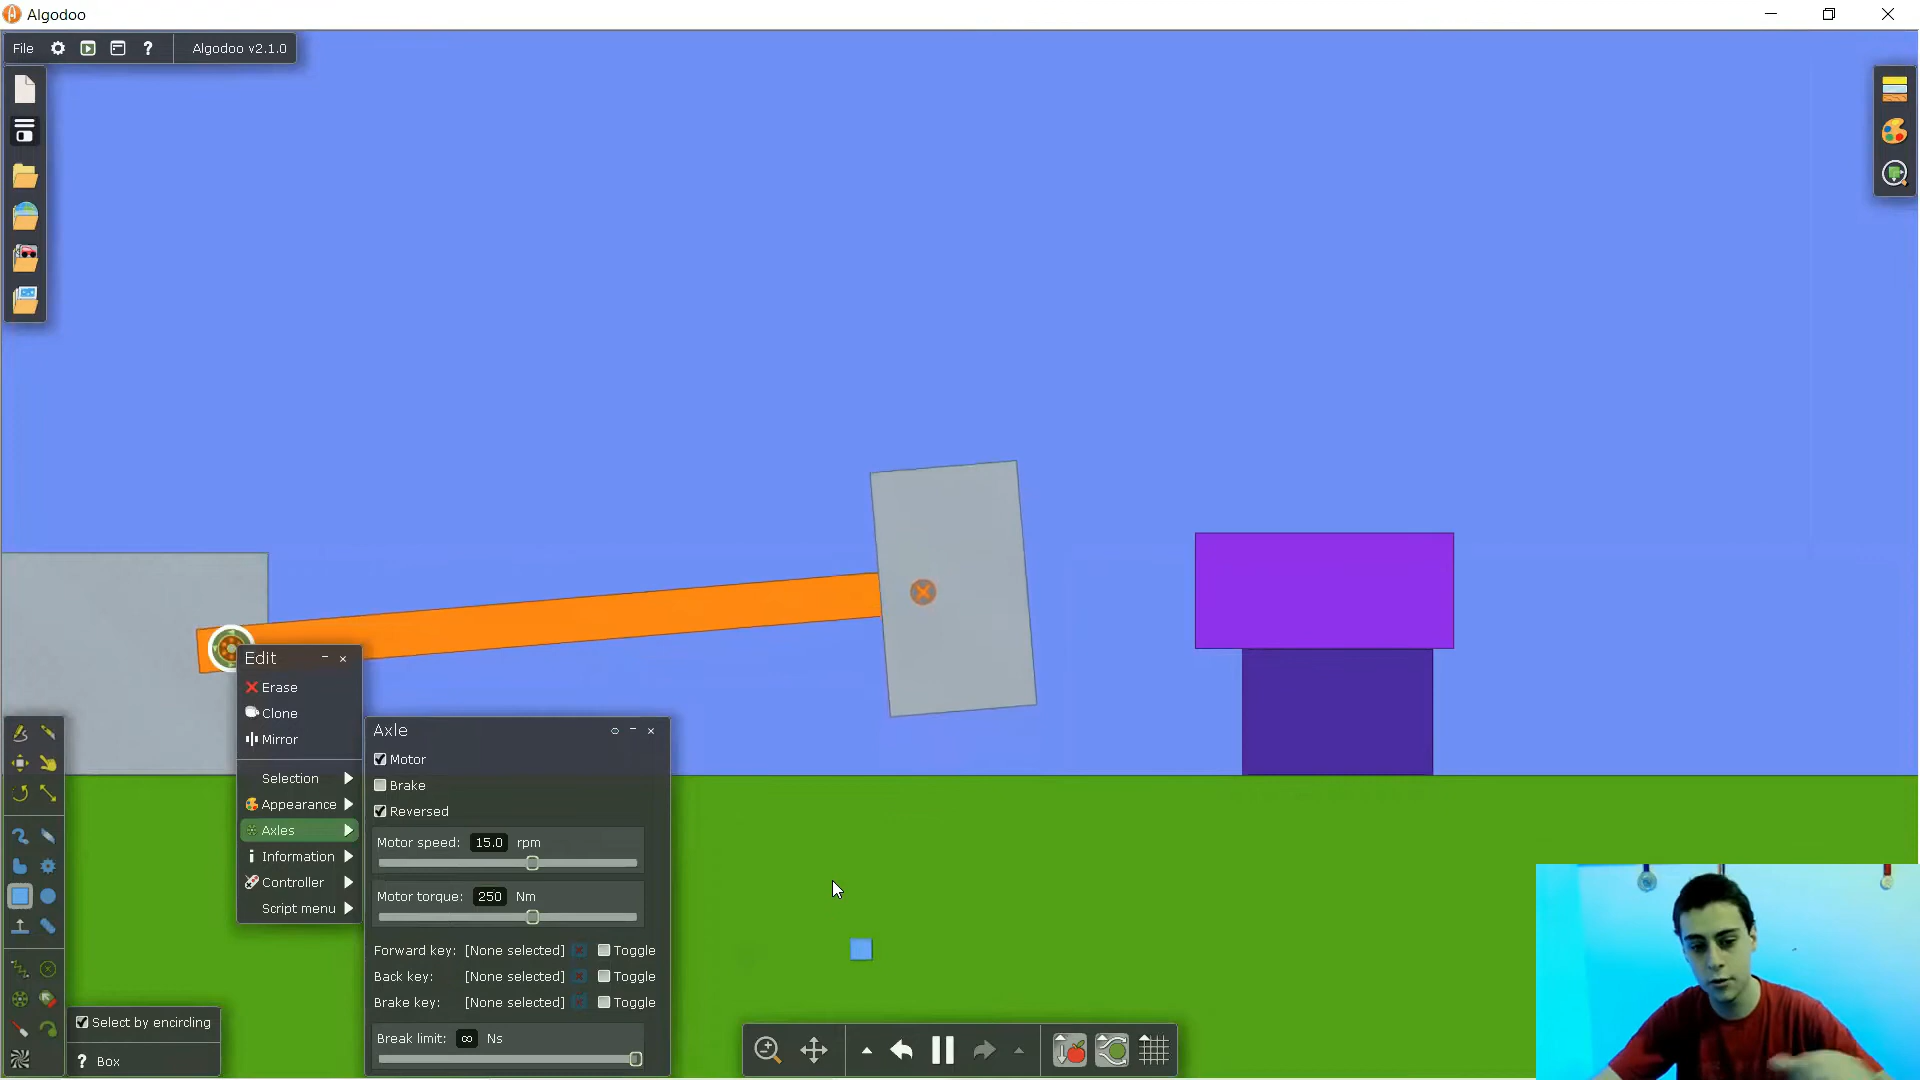 Algodoo
File
?
Algodoo v2.1.0
Edit
Erase
Clone
Mirror
Selection
Appearance
Axles
Information
Controller
Script menu
Axle
Motor
Brake
Reversed
Motor speed: 15.0 rpm
Motor torque: 250 Nm
Forward key: [None selected] Toggle
Back key: [None selected] Toggle
Brake key: [None selected] Toggle
Break limit: ∞ Ns
Select by encircling
? Box